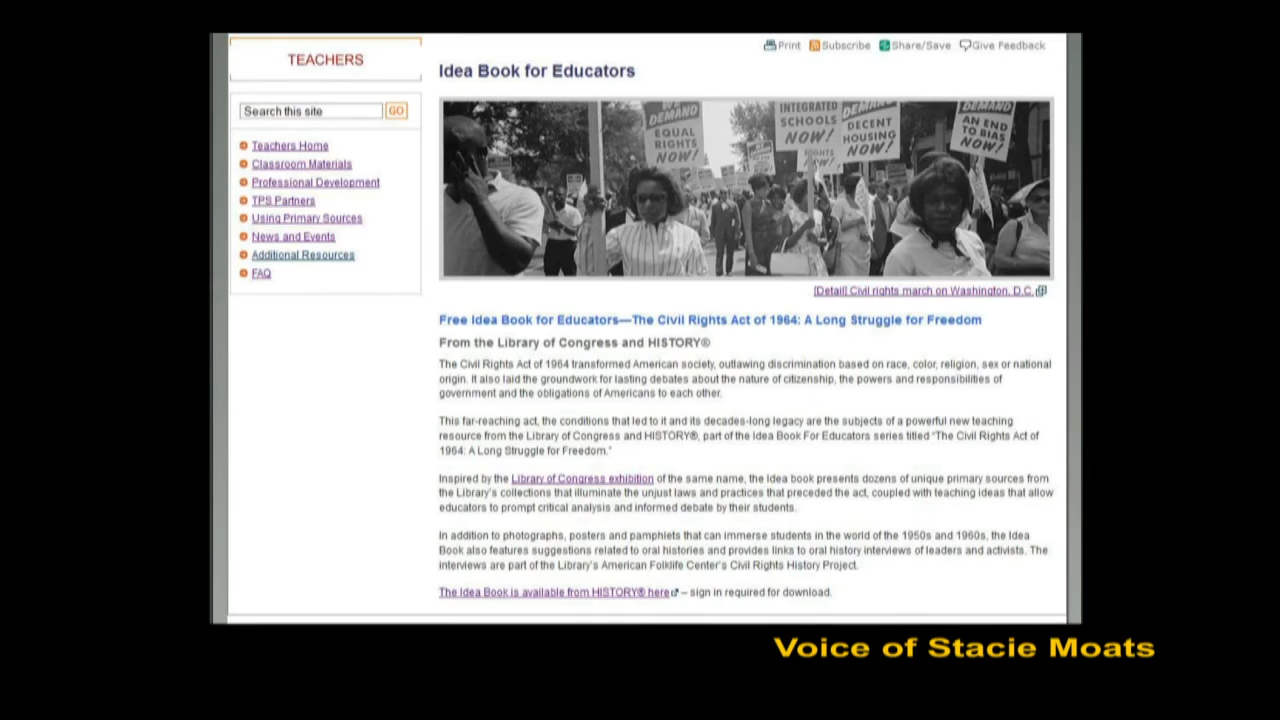 TEACHERS
Search this site GO
Teachers Home
Classroom Materials
Professional Development
TPS Partners
Using Primary Sources
News and Events
Additional Resources
FAQ
Print Subscribe Share/Save Give Feedback
Idea Book for Educators
DEMAND
EQUAL
RIGHTS
NOW!
INTEGRATED
SCHOOLS
NOW!
DEMAND
DECENT
HOUSING
NOW!
DEMAND
AN END
TO BIAS
NOW!
[Detail] Civil rights march on Washington, D.C.
Free Idea Book for Educators—The Civil Rights Act of 1964: A Long Struggle for Freedom
From the Library of Congress and HISTORY®
The Civil Rights Act of 1964 transformed American society, outlawing discrimination based on race, color, religion, sex or national
origin. It also laid the groundwork for lasting debates about the nature of citizenship, the powers and responsibilities of
government and the obligations of Americans to each other.
This far-reaching act, the conditions that led to it and its decades-long legacy are the subjects of a powerful new teaching
resource from the Library of Congress and HISTORY®, part of the Idea Book For Educators series titled "The Civil Rights Act of
1964: A Long Struggle for Freedom."
Inspired by the Library of Congress exhibition of the same name, the Idea book presents dozens of unique primary sources from
the Library's collections that illuminate the unjust laws and practices that preceded the act, coupled with teaching ideas that allow
educators to prompt critical analysis and informed debate by their students.
In addition to photographs, posters and pamphlets that can immerse students in the world of the 1950s and 1960s, the Idea
Book also features suggestions related to oral histories and provides links to oral history interviews of leaders and activists. The
interviews are part of the Library's American Folklife Center's Civil Rights History Project.
The Idea Book is available from HISTORY® here – sign in required for download.
Voice of Stacie Moats